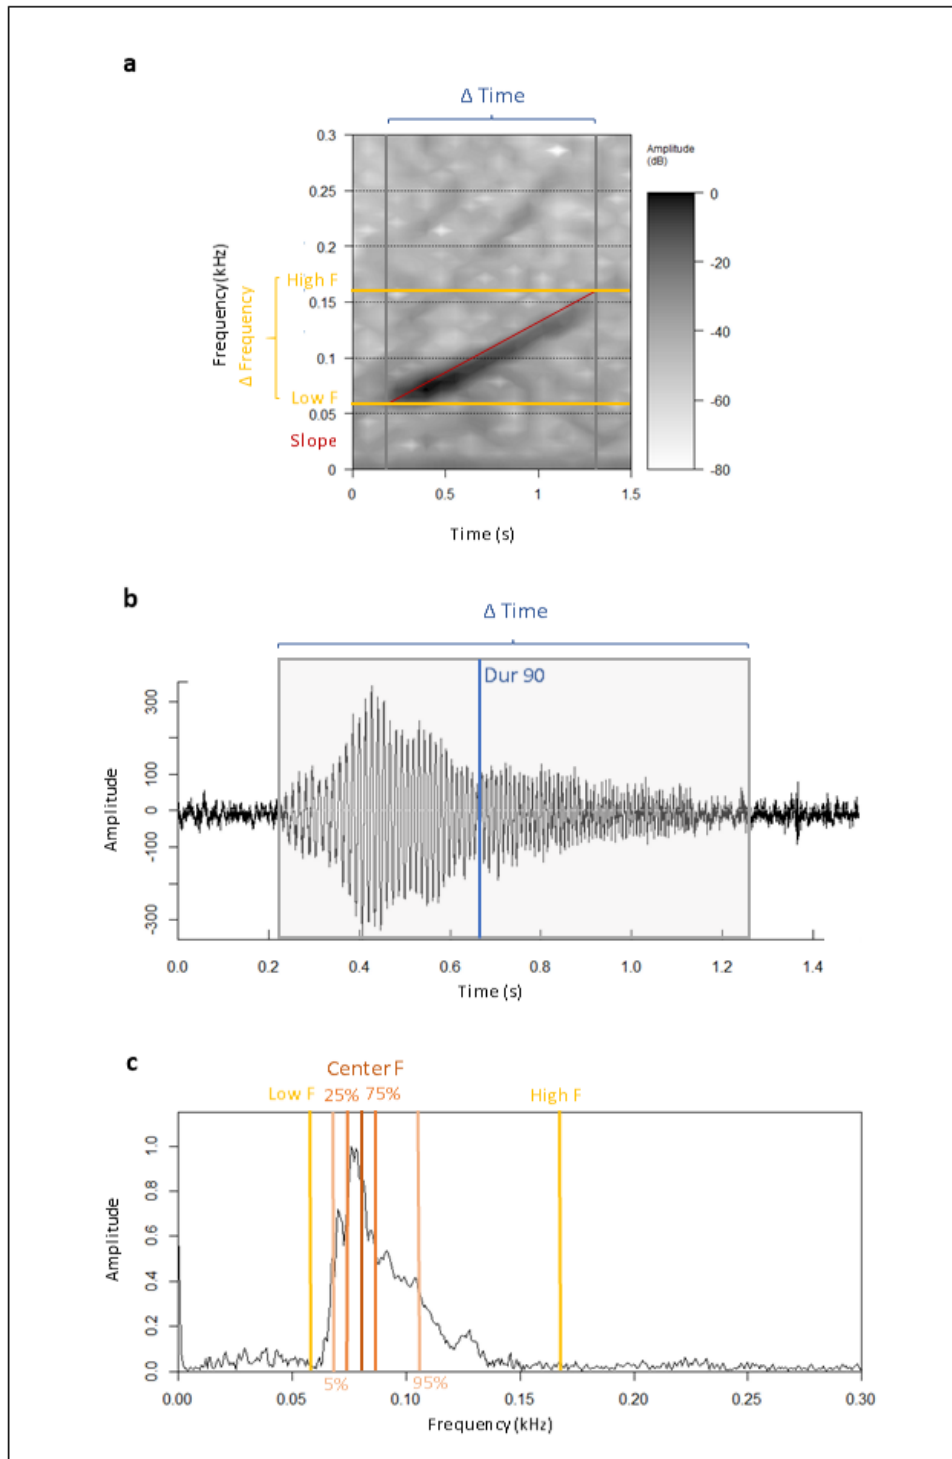 a
Δ Time
0.3
0.25
0.2
0.15
0.1
0.05
0
Frequency(kHz)
Δ Frequency
High F
Low F
Slope
0 0.5 1 1.5
Time (s)
Amplitude
(dB)
0
-20
-40
-60
-80
b
Δ Time
Dur 90
Amplitude
300
100
0
-100
-300
0.0 0.2 0.4 0.6 0.8 1.0 1.2 1.4
Time (s)
c
Center F
Low F 25% 75% High F
Amplitude
1.0
0.8
0.6
0.4
0.2
0.0
5% 95%
0.00 0.05 0.10 0.15 0.20 0.25 0.30
Frequency(kHz)